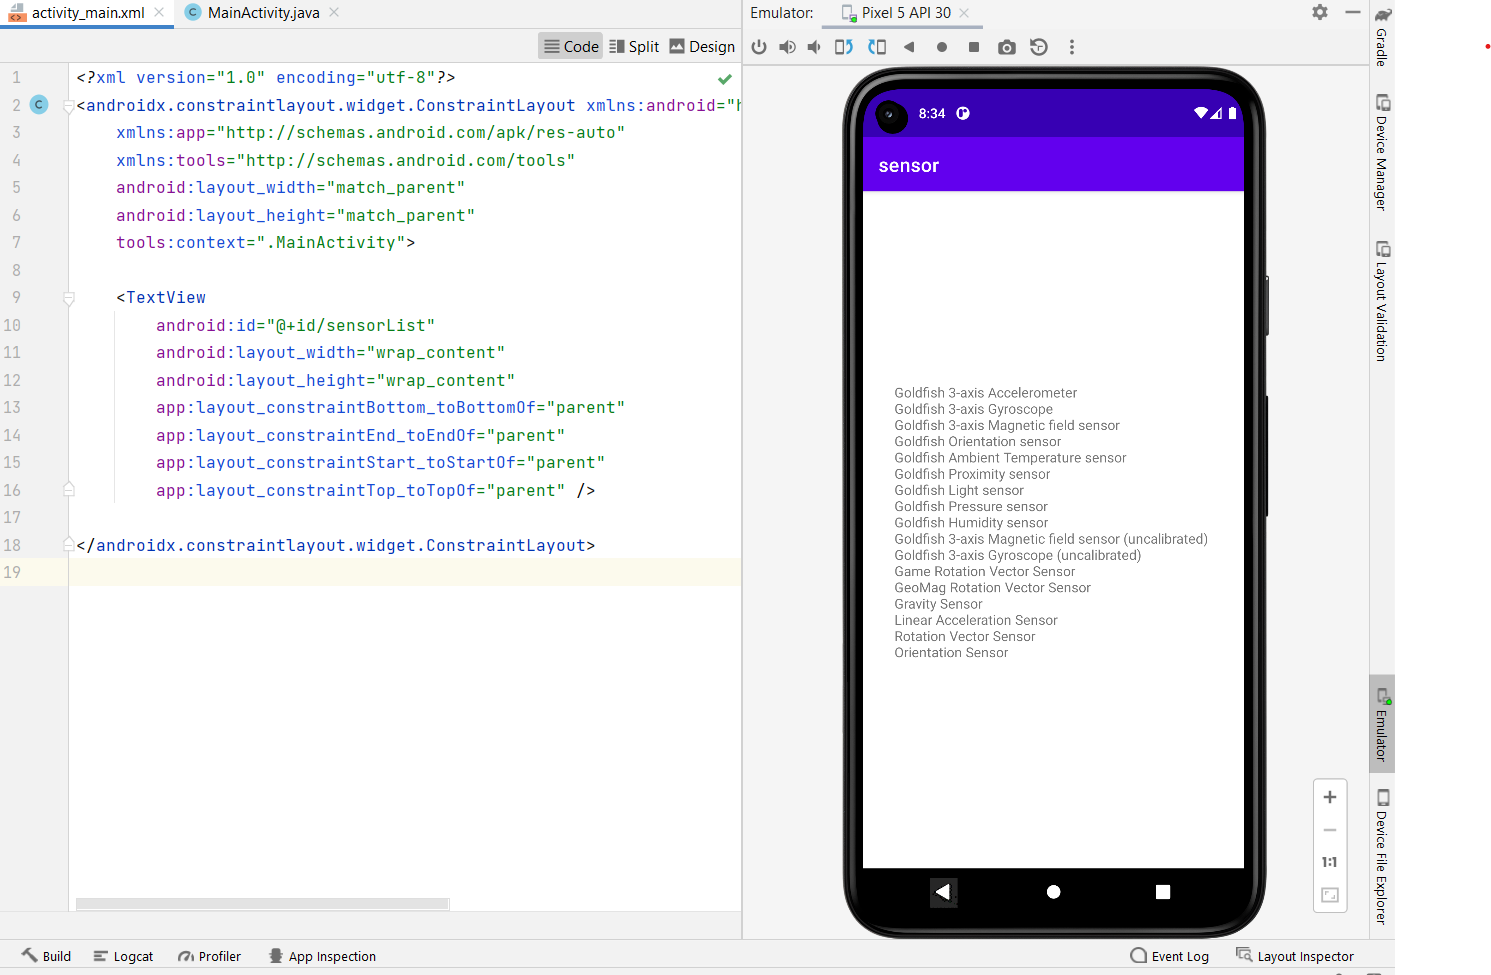 activity_main.xml
MainActivity.java
Emulator:
Pixel 5 API 30
Code
Split
Design
1 <?xml version="1.0" encoding="utf-8"?>
2 <androidx.constraintlayout.widget.ConstraintLayout xmlns:android="h
3 xmlns:app="http://schemas.android.com/apk/res-auto"
4 xmlns:tools="http://schemas.android.com/tools"
5 android:layout_width="match_parent"
6 android:layout_height="match_parent"
7 tools:context=".MainActivity">
8
9 <TextView
10 android:id="@+id/sensorList"
11 android:layout_width="wrap_content"
12 android:layout_height="wrap_content"
13 app:layout_constraintBottom_toBottomOf="parent"
14 app:layout_constraintEnd_toEndOf="parent"
15 app:layout_constraintStart_toStartOf="parent"
16 app:layout_constraintTop_toTopOf="parent" />
17
18 </androidx.constraintlayout.widget.ConstraintLayout>
19
8:34
sensor
Goldfish 3-axis Accelerometer
Goldfish 3-axis Gyroscope
Goldfish 3-axis Magnetic field sensor
Goldfish Orientation sensor
Goldfish Ambient Temperature sensor
Goldfish Proximity sensor
Goldfish Light sensor
Goldfish Pressure sensor
Goldfish Humidity sensor
Goldfish 3-axis Magnetic field sensor (uncalibrated)
Goldfish 3-axis Gyroscope (uncalibrated)
Game Rotation Vector Sensor
GeoMag Rotation Vector Sensor
Gravity Sensor
Linear Acceleration Sensor
Rotation Vector Sensor
Orientation Sensor
1:1
Gradle
Device Manager
Layout Validation
Emulator
Device File Explorer
Build
Logcat
Profiler
App Inspection
Event Log
Layout Inspector